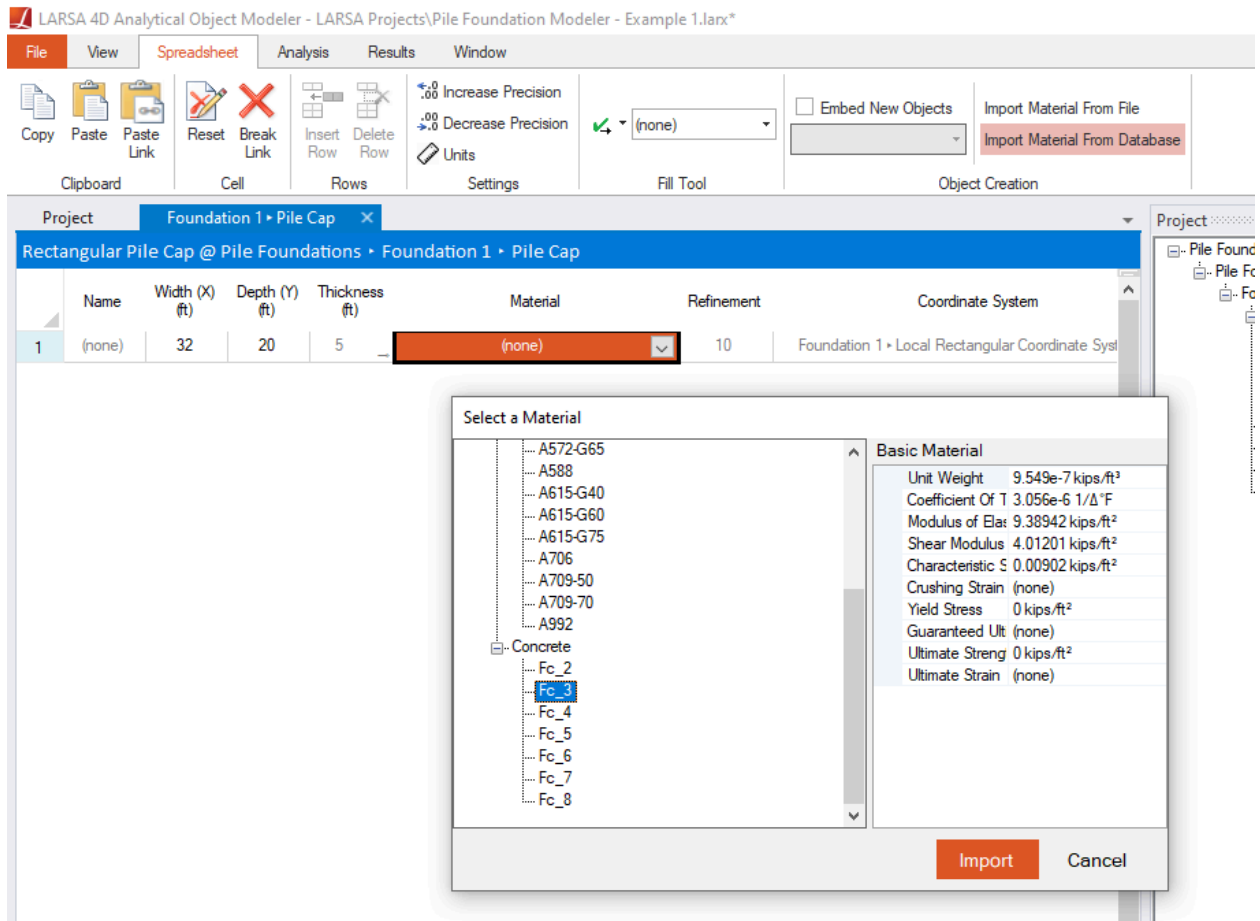 LARSA 4D Analytical Object Modeler - LARSA Projects\Pile Foundation Modeler - Example 1.larx*
File View Spreadsheet Analysis Results Window
Copy Paste Paste Link Reset Break Link Insert Row Delete Row
Increase Precision
Decrease Precision
Units
(none)
Embed New Objects
Import Material From File
Import Material From Database
Clipboard Cell Rows Settings Fill Tool Object Creation
Project Foundation 1 ▸ Pile Cap ×
Project
Rectangular Pile Cap @ Pile Foundations ▸ Foundation 1 ▸ Pile Cap
Name Width (X) (ft) Depth (Y) (ft) Thickness (ft) Material Refinement Coordinate System
1 (none) 32 20 5 (none) 10 Foundation 1 ▸ Local Rectangular Coordinate Syst
Pile Found
Pile Fo
Fo
Select a Material
A572-G65
A588
A615-G40
A615-G60
A615-G75
A706
A709-50
A709-70
A992
Concrete
Fc_2
Fc_3
Fc_4
Fc_5
Fc_6
Fc_7
Fc_8
Basic Material
Unit Weight 9.549e-7 kips/ft³
Coefficient Of T 3.056e-6 1/Δ°F
Modulus of Elas 9.38942 kips/ft²
Shear Modulus 4.01201 kips/ft²
Characteristic S 0.00902 kips/ft²
Crushing Strain (none)
Yield Stress 0 kips/ft²
Guaranteed Ult (none)
Ultimate Streng 0 kips/ft²
Ultimate Strain (none)
Import Cancel